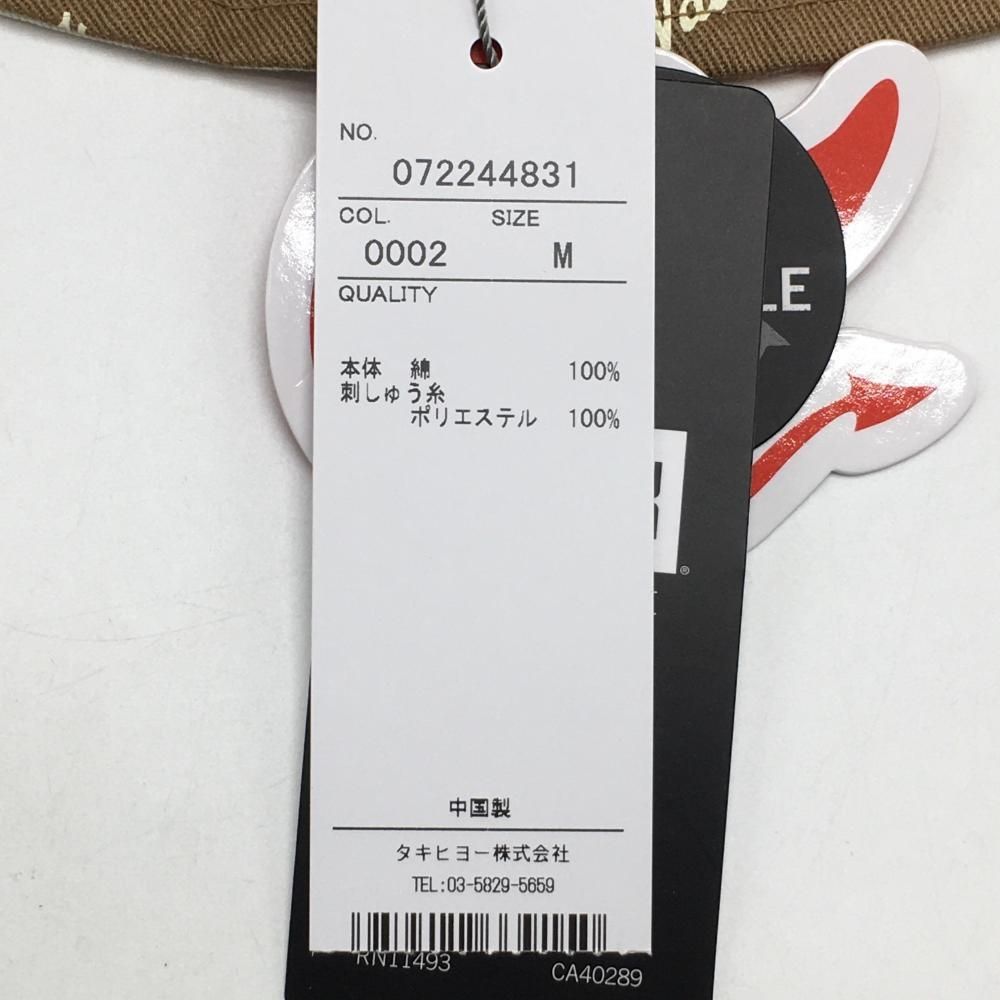 NO.
072244831
COL. SIZE
0002 M
QUALITY
本体 綿 100%
刺しゅう糸
ポリエステル 100%
中国製
タキヒヨー株式会社
TEL:03-5829-5659
RN11493
CA40289
LE
®